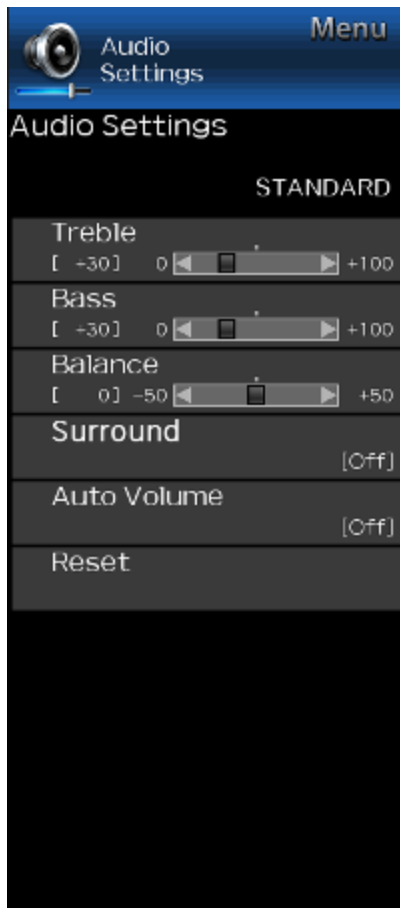 Menu
Audio
Settings
Audio Settings
STANDARD
Treble
[ +30] 0 +100
Bass
[ +30] 0 +100
Balance
[ 0] -50 +50
Surround
[Off]
Auto Volume
[Off]
Reset